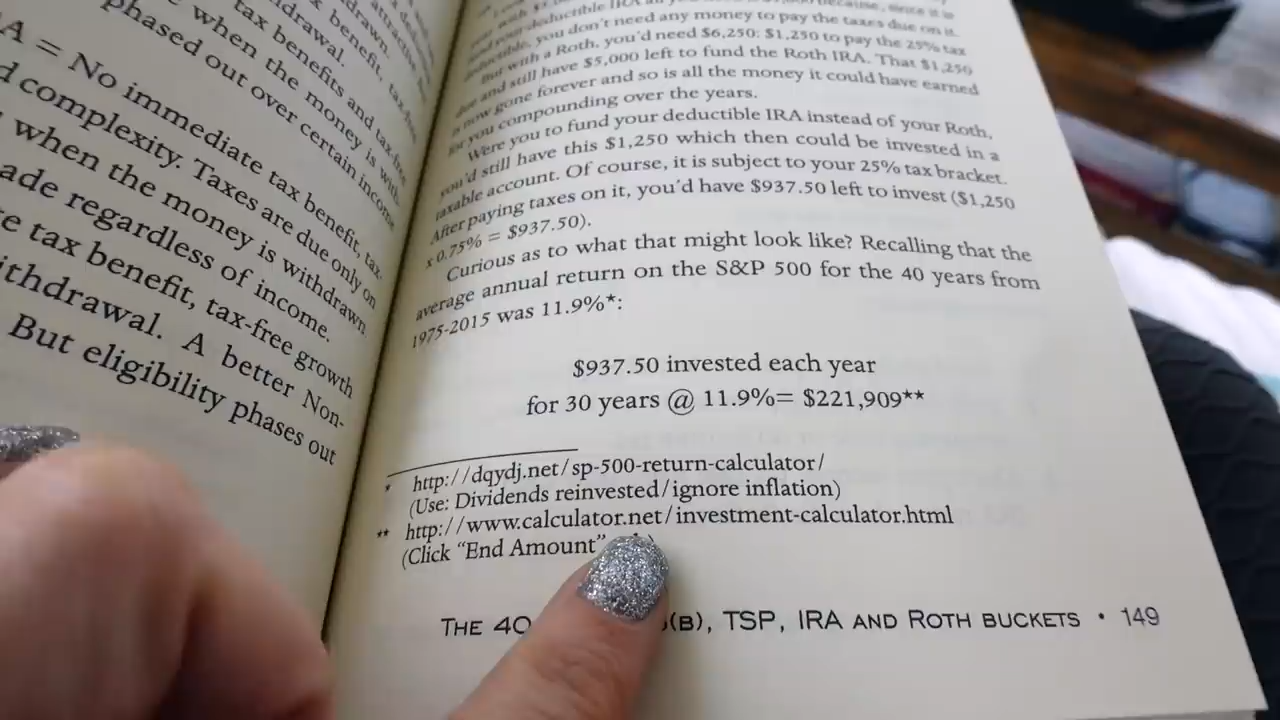 phased out over certain income
A = No immediate tax benefit, tax-
d complexity. Taxes are due only on
when the money is withdrawn
ade regardless of income.
e tax benefit, tax-free growth
ithdrawal. A better Non-
But eligibility phases out
deductible, you don't need any money to pay the taxes due on it.
But with a Roth, you'd need $6,250: $1,250 to pay the 25% tax
due and still have $5,000 left to fund the Roth IRA. That $1,250
is now gone forever and so is all the money it could have earned
for you compounding over the years.
Were you to fund your deductible IRA instead of your Roth,
you'd still have this $1,250 which then could be invested in a
taxable account. Of course, it is subject to your 25% tax bracket.
After paying taxes on it, you'd have $937.50 left to invest ($1,250
x 0.75% = $937.50).
Curious as to what that might look like? Recalling that the
average annual return on the S&P 500 for the 40 years from
1975-2015 was 11.9%*:
$937.50 invested each year
for 30 years @ 11.9%= $221,909**
* http://dqydj.net/sp-500-return-calculator/
(Use: Dividends reinvested/ignore inflation)
** http://www.calculator.net/investment-calculator.html
(Click "End Amount"
THE 40 (B), TSP, IRA AND ROTH BUCKETS • 149